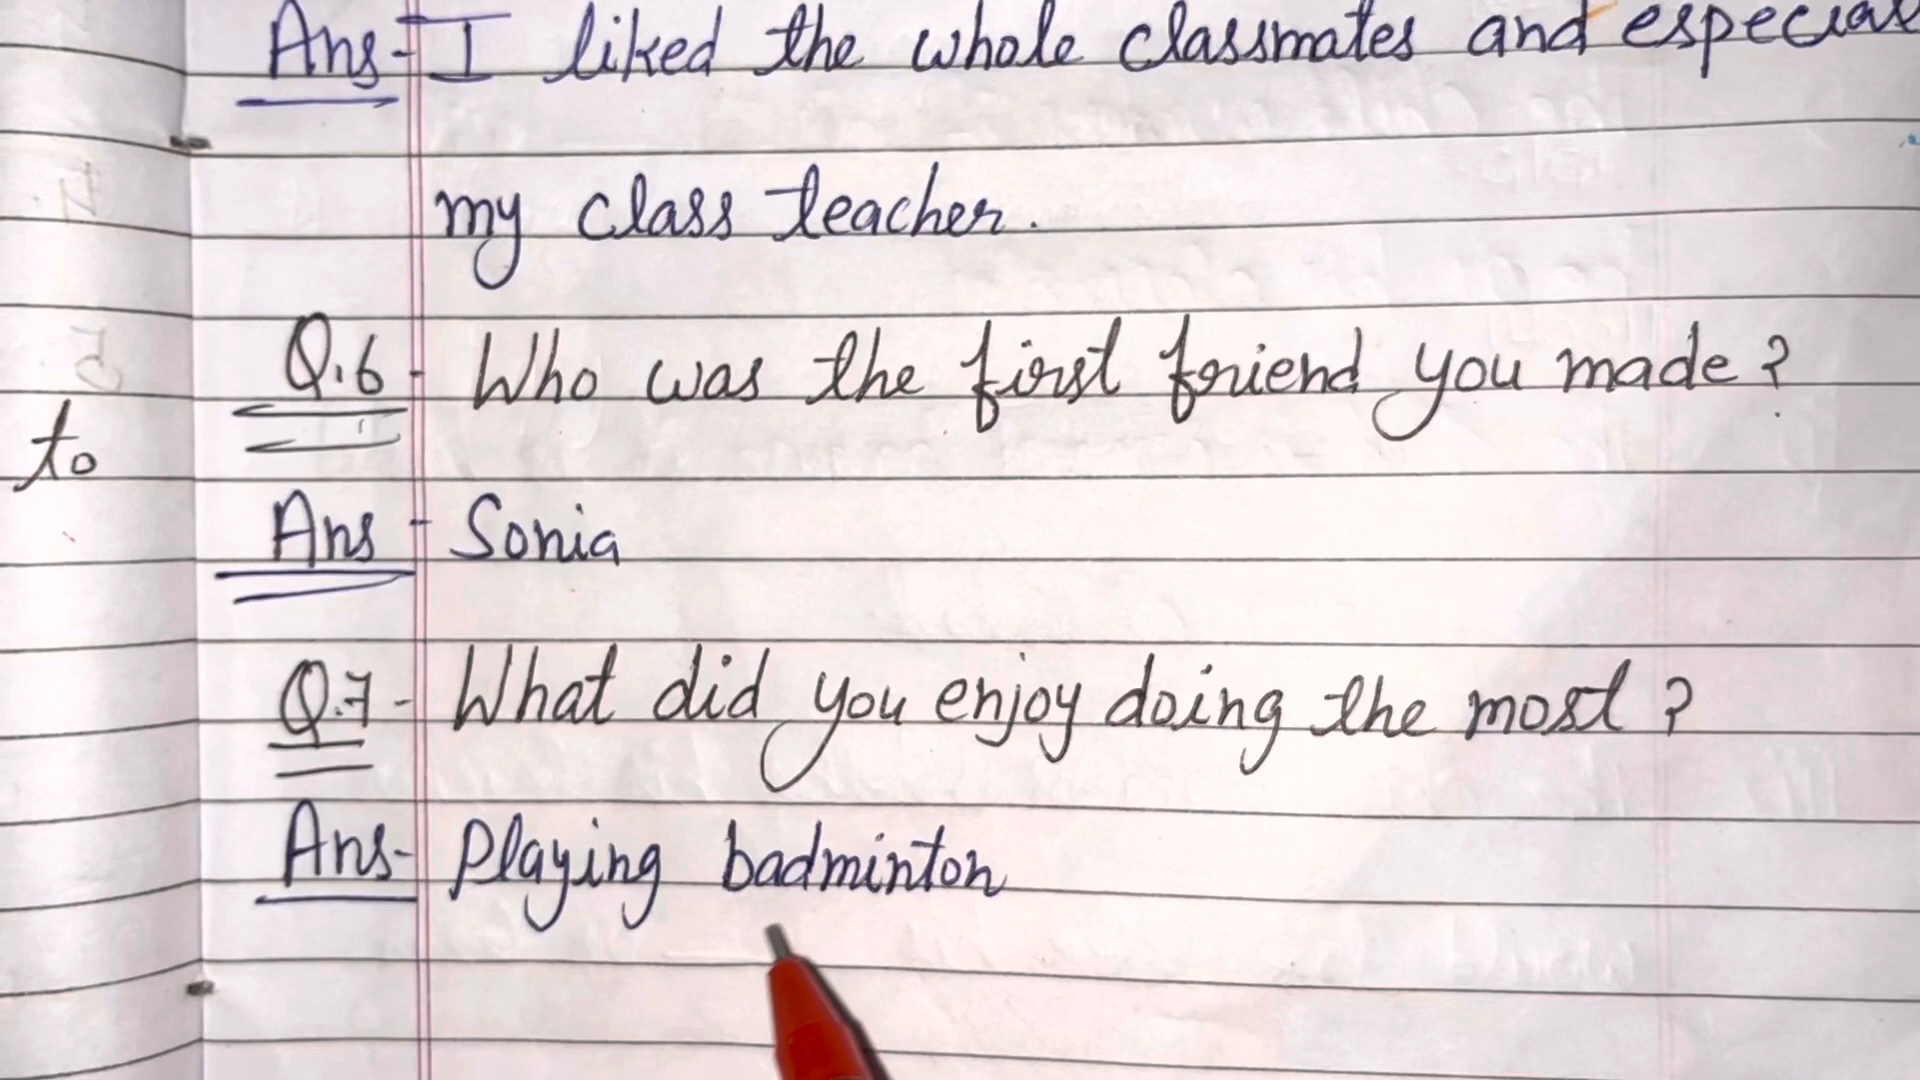 Ans- I liked the whole classmates and especial
my class teacher.
Q.6 - Who was the first friend you made?
to
Ans - Sonia
Q.7 - What did you enjoy doing the most?
Ans- Playing badminton